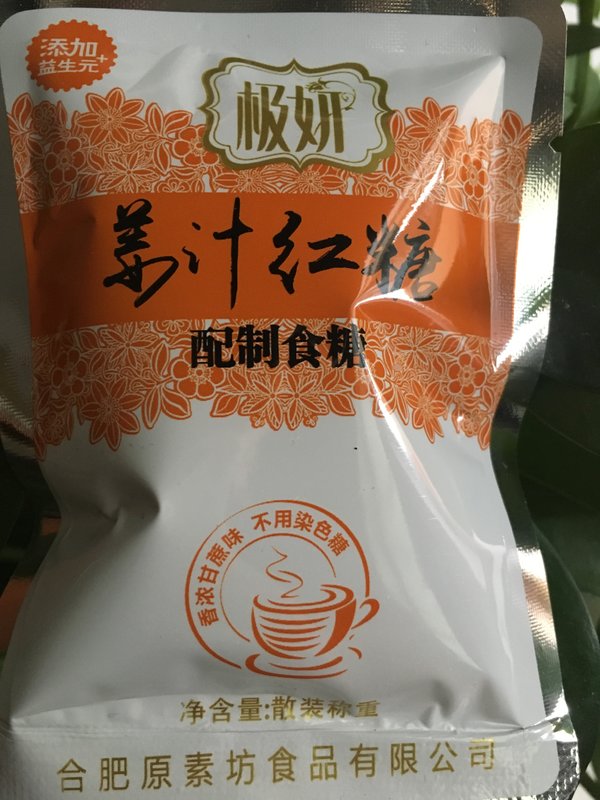 添加
益生元+
极妍
姜汁红糖
配制食糖
香浓甘蔗味 不用染色糖
净含量:散装称重
合肥原素坊食品有限公司